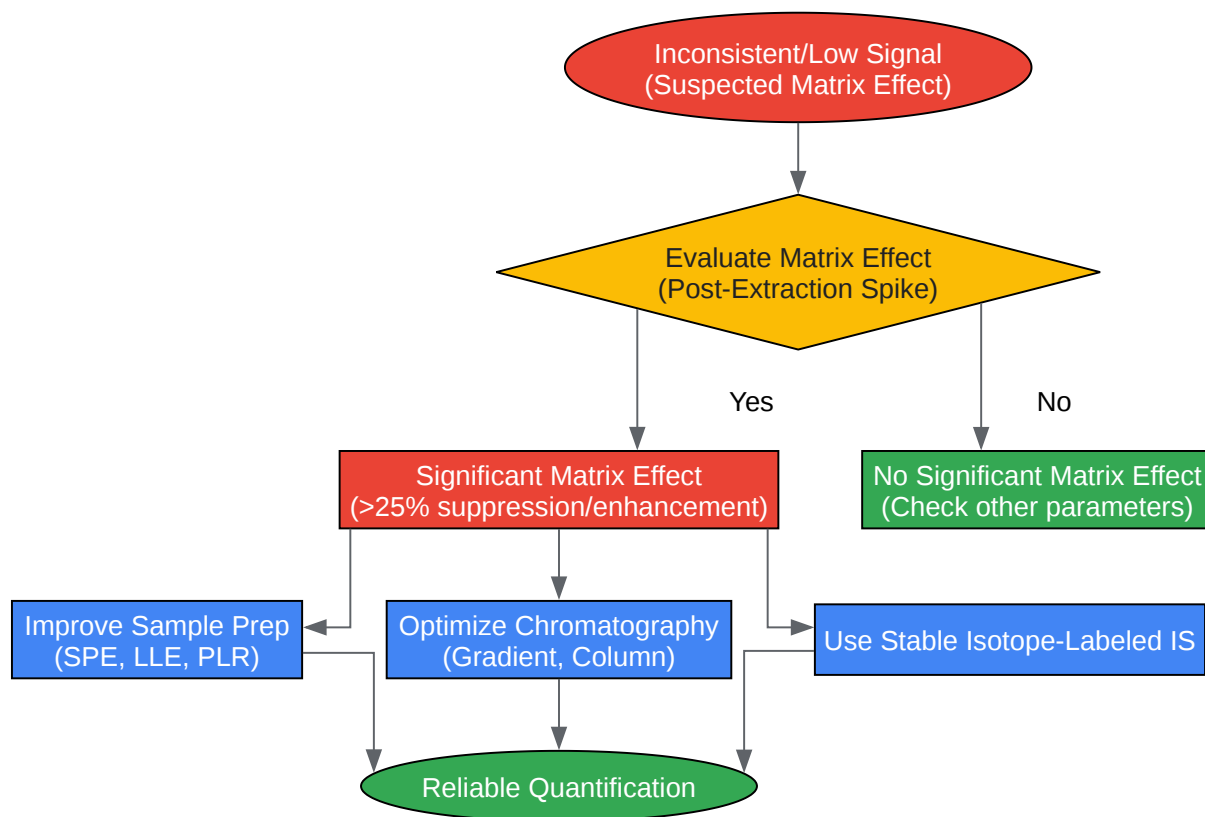 Inconsistent/Low Signal
(Suspected Matrix Effect)
Evaluate Matrix Effect
(Post-Extraction Spike)
Yes
No
Significant Matrix Effect
(>25% suppression/enhancement)
No Significant Matrix Effect
(Check other parameters)
Improve Sample Prep
(SPE, LLE, PLR)
Optimize Chromatography
(Gradient, Column)
Use Stable Isotope-Labeled IS
Reliable Quantification